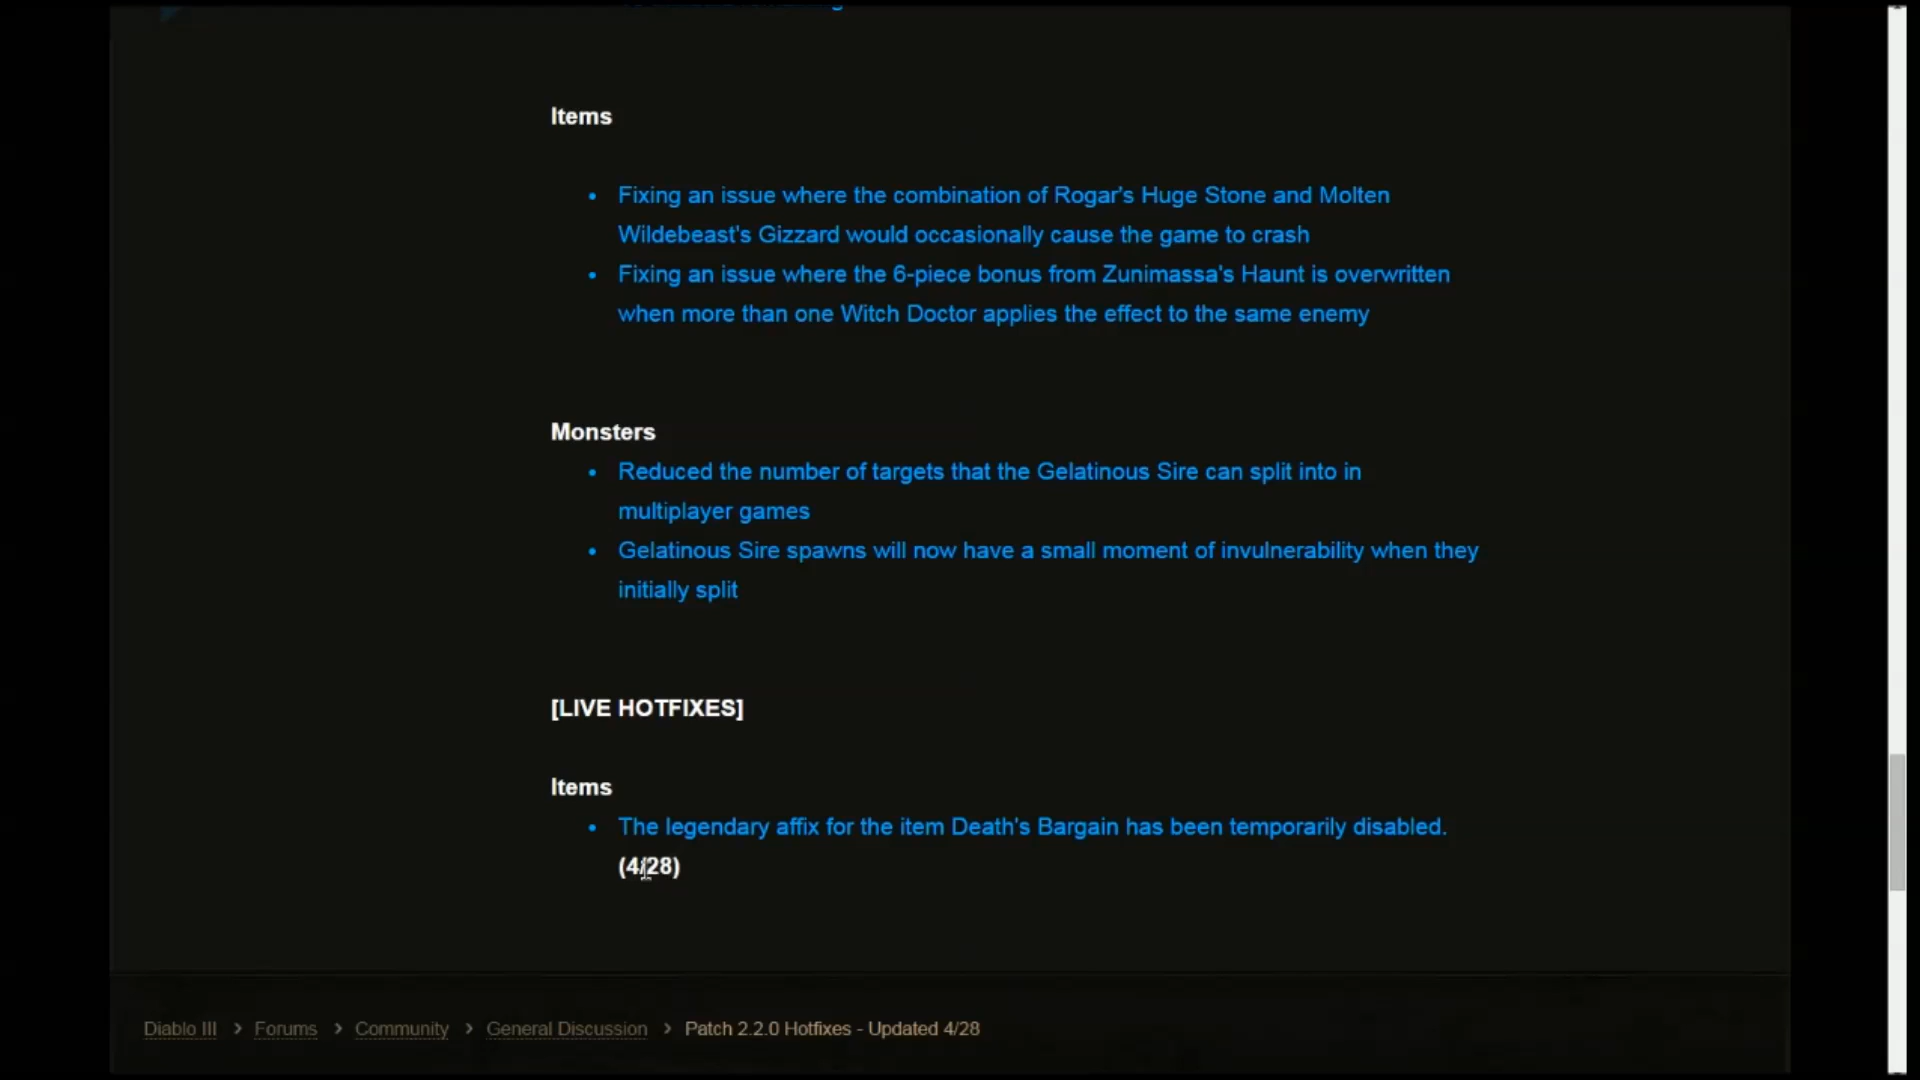 Items
• Fixing an issue where the combination of Rogar's Huge Stone and Molten
Wildebeast's Gizzard would occasionally cause the game to crash
• Fixing an issue where the 6-piece bonus from Zunimassa's Haunt is overwritten
when more than one Witch Doctor applies the effect to the same enemy
Monsters
• Reduced the number of targets that the Gelatinous Sire can split into in
multiplayer games
• Gelatinous Sire spawns will now have a small moment of invulnerability when they
initially split
[LIVE HOTFIXES]
Items
• The legendary affix for the item Death's Bargain has been temporarily disabled.
(4/28)
Diablo III > Forums > Community > General Discussion > Patch 2.2.0 Hotfixes - Updated 4/28